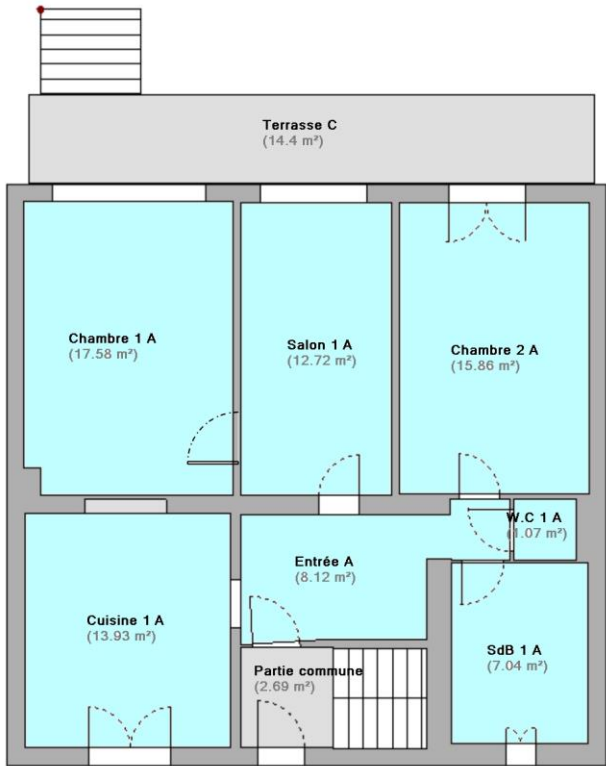 Terrasse C
(14.4 m²)
Chambre 1 A
(17.58 m²)
Salon 1 A
(12.72 m²)
Chambre 2 A
(15.86 m²)
W.C 1 A
(1.07 m²)
Entrée A
(8.12 m²)
Cuisine 1 A
(13.93 m²)
Partie commune
(2.69 m²)
SdB 1 A
(7.04 m²)